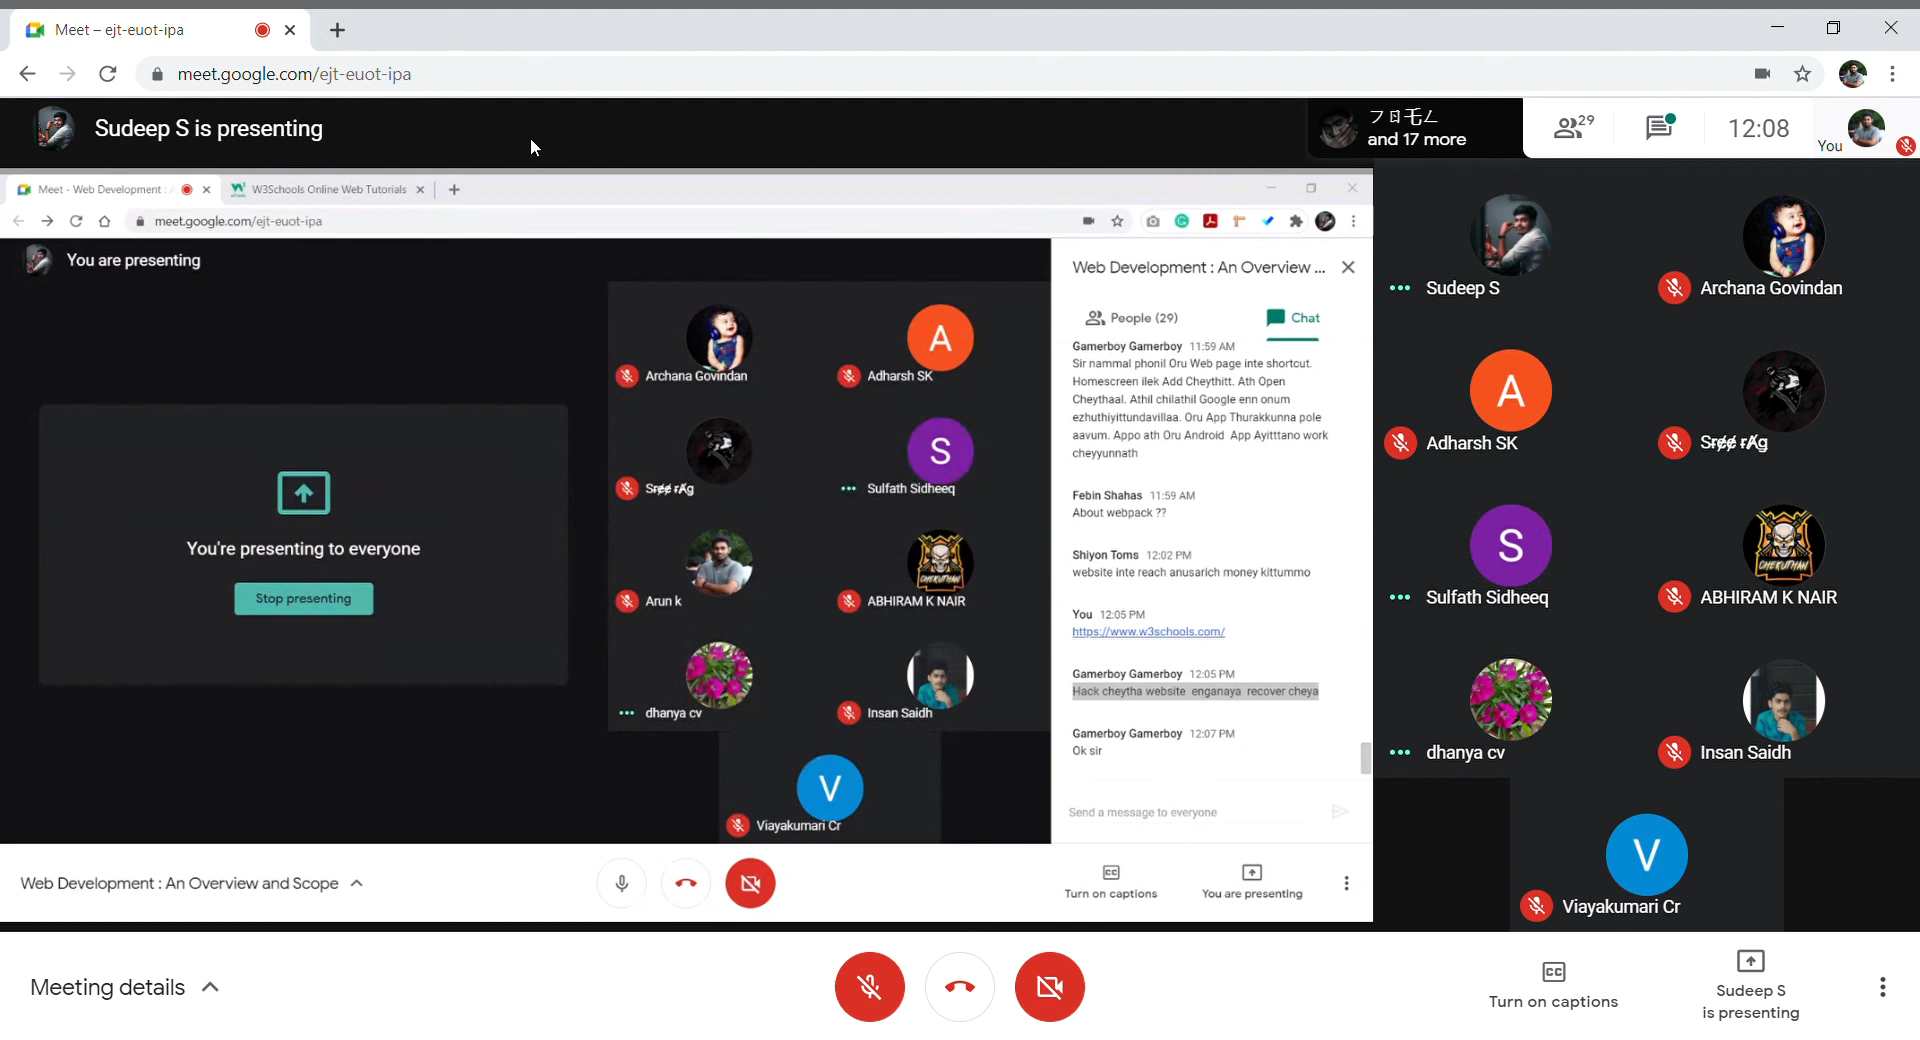 Meet – ejt-euot-ipa
meet.google.com/ejt-euot-ipa
Sudeep S is presenting
and 17 more
29
12:08
You
Meet - Web Development :
W3Schools Online Web Tutorials
meet.google.com/ejt-euot-ipa
You are presenting
You're presenting to everyone
Stop presenting
Archana Govindan
A
Adharsh SK
S
Sulfath Sidheeq
Arun k
CHEKUTHAN
ABHIRAM K NAIR
dhanya cv
Insan Saidh
V
Viayakumari Cr
Web Development : An Overview ...
People (29)
Chat
Gamerboy Gamerboy 11:59 AM
Sir nammal phonil Oru Web page inte shortcut.
Homescreen ilek Add Cheythitt. Ath Open
Cheythaal. Athil chilathil Google enn onum
ezhuthiyittundavillaa. Oru App Thurakkunna pole
aavum. Appo ath Oru Android App Ayitttano work
cheyyunnath
Febin Shahas 11:59 AM
About webpack ??
Shiyon Toms 12:02 PM
website inte reach anusarich money kittummo
You 12:05 PM
https://www.w3schools.com/
Gamerboy Gamerboy 12:05 PM
Hack cheytha website enganaya recover cheya
Gamerboy Gamerboy 12:07 PM
Ok sir
Send a message to everyone
Web Development : An Overview and Scope
Turn on captions
You are presenting
Sudeep S
Archana Govindan
A
Adharsh SK
S
Sulfath Sidheeq
CHEKUTHAN
ABHIRAM K NAIR
dhanya cv
Insan Saidh
V
Viayakumari Cr
Meeting details
Turn on captions
Sudeep S
is presenting